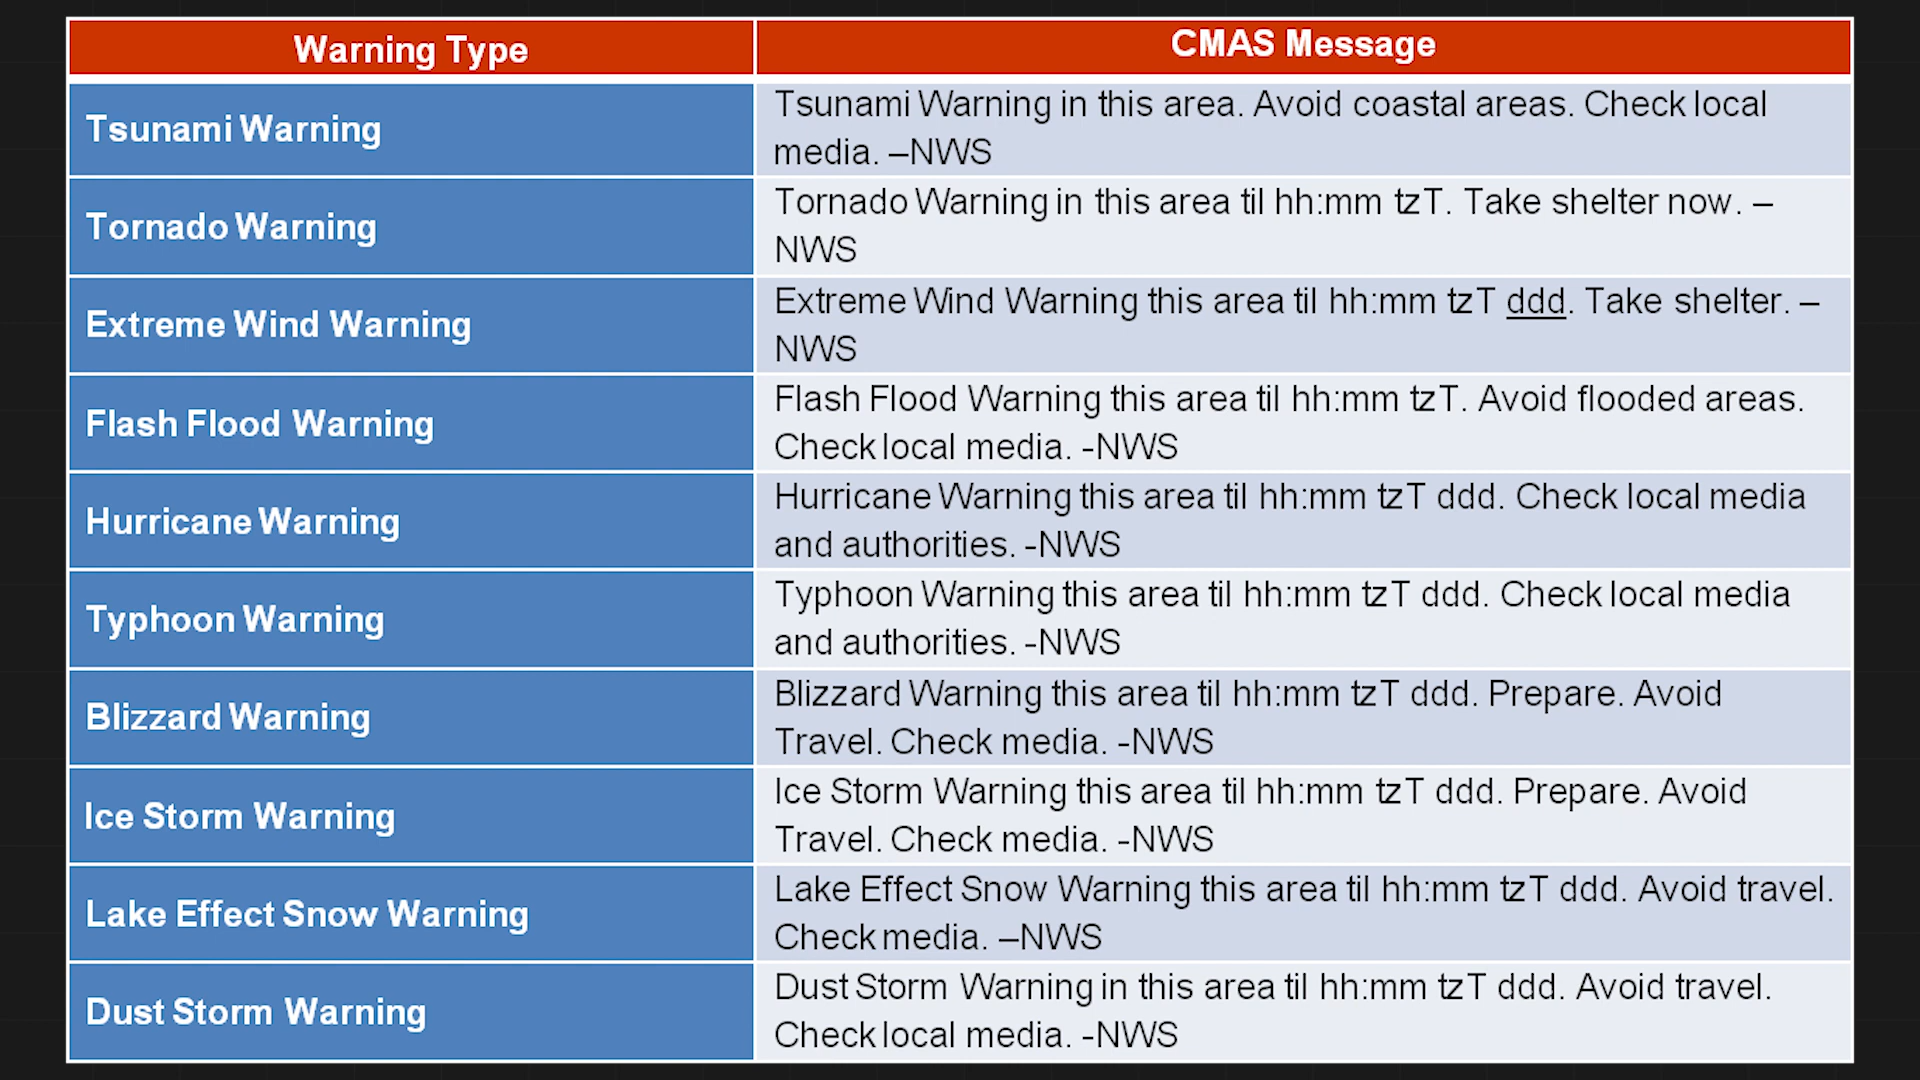 Warning Type
CMAS Message
Tsunami Warning
Tsunami Warning in this area. Avoid coastal areas. Check local
media. –NWS
Tornado Warning
Tornado Warning in this area til hh:mm tzT. Take shelter now. –
NWS
Extreme Wind Warning
Extreme Wind Warning this area til hh:mm tzT ddd. Take shelter. –
NWS
Flash Flood Warning
Flash Flood Warning this area til hh:mm tzT. Avoid flooded areas.
Check local media. -NWS
Hurricane Warning
Hurricane Warning this area til hh:mm tzT ddd. Check local media
and authorities. -NWS
Typhoon Warning
Typhoon Warning this area til hh:mm tzT ddd. Check local media
and authorities. -NWS
Blizzard Warning
Blizzard Warning this area til hh:mm tzT ddd. Prepare. Avoid
Travel. Check media. -NWS
Ice Storm Warning
Ice Storm Warning this area til hh:mm tzT ddd. Prepare. Avoid
Travel. Check media. -NWS
Lake Effect Snow Warning
Lake Effect Snow Warning this area til hh:mm tzT ddd. Avoid travel.
Check media. –NWS
Dust Storm Warning
Dust Storm Warning in this area til hh:mm tzT ddd. Avoid travel.
Check local media. -NWS